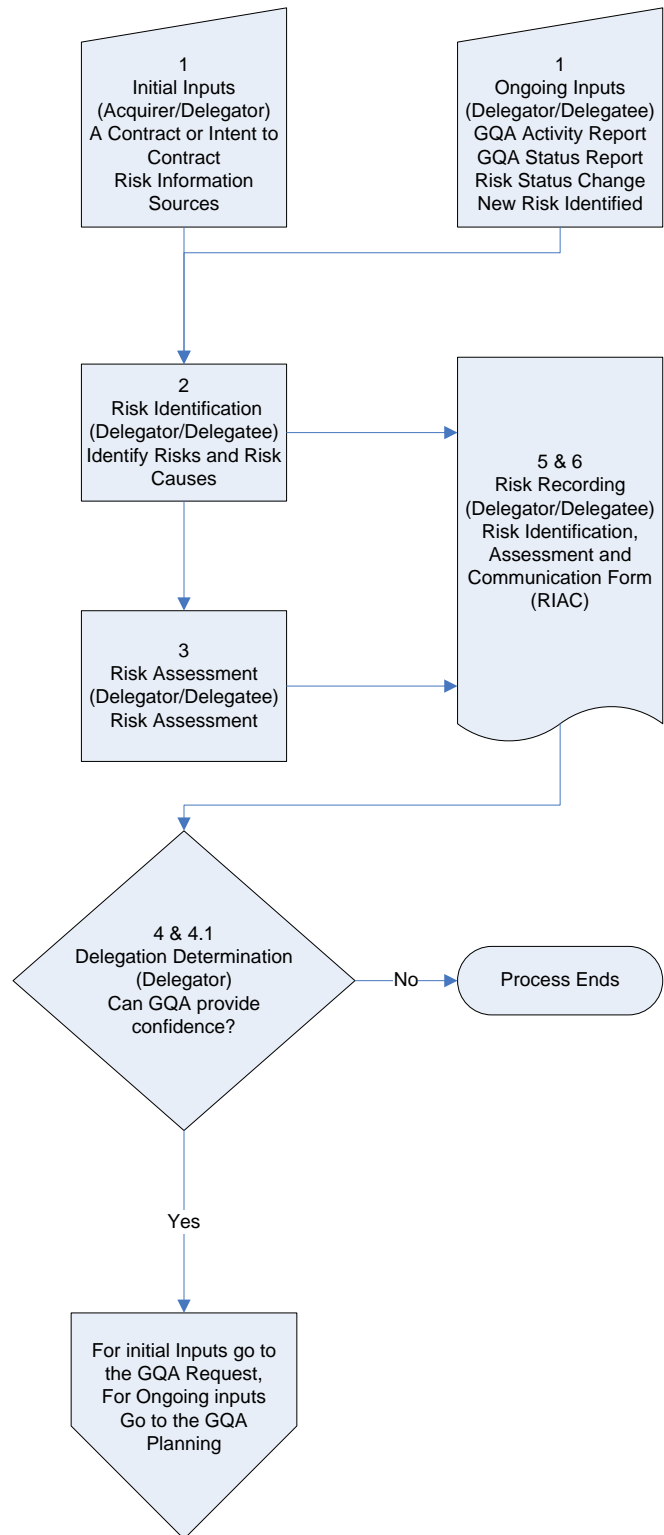 1
Initial Inputs
(Acquirer/Delegator)
A Contract or Intent to
Contract
Risk Information
Sources
1
Ongoing Inputs
(Delegator/Delegatee)
GQA Activity Report
GQA Status Report
Risk Status Change
New Risk Identified
2
Risk Identification
(Delegator/Delegatee)
Identify Risks and Risk
Causes
5 & 6
Risk Recording
(Delegator/Delegatee)
Risk Identification,
Assessment and
Communication Form
(RIAC)
3
Risk Assessment
(Delegator/Delegatee)
Risk Assessment
4 & 4.1
Delegation Determination
(Delegator)
Can GQA provide
confidence?
No
Process Ends
Yes
For initial Inputs go to
the GQA Request,
For Ongoing inputs
Go to the GQA
Planning